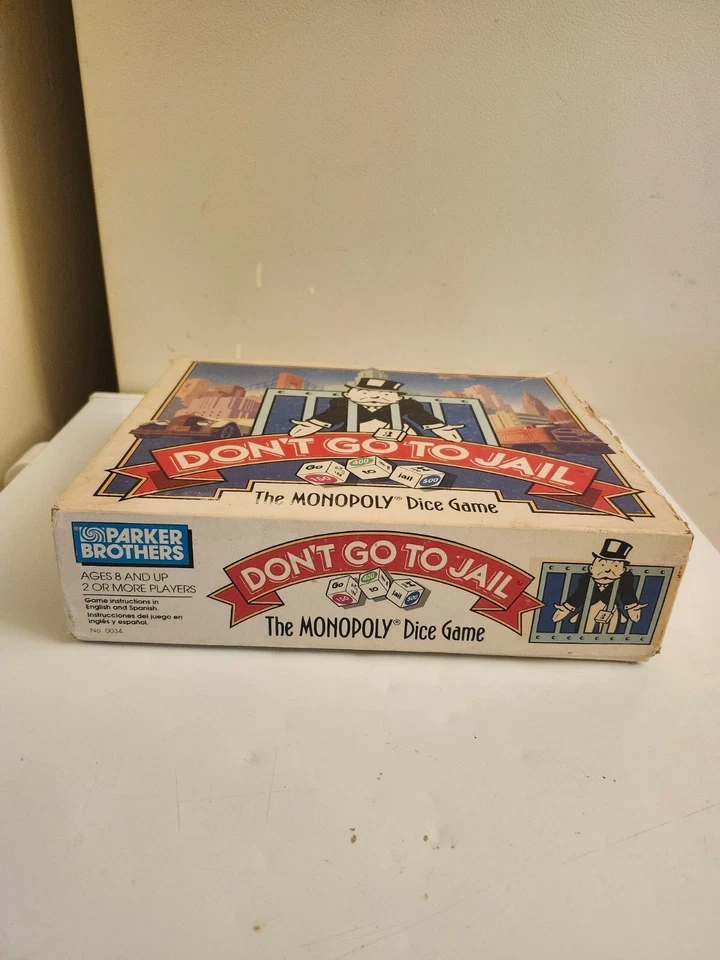 DON'T GO TO JAIL
Go 400 to Jail
150 500
The MONOPOLY® Dice Game
PARKER
BROTHERS
AGES 8 AND UP
2 OR MORE PLAYERS
Game instructions in
English and Spanish.
Instrucciones del juego en
inglés y español.
No. 0034
DON'T GO TO JAIL
Go 400 to Jail
150 500
The MONOPOLY® Dice Game